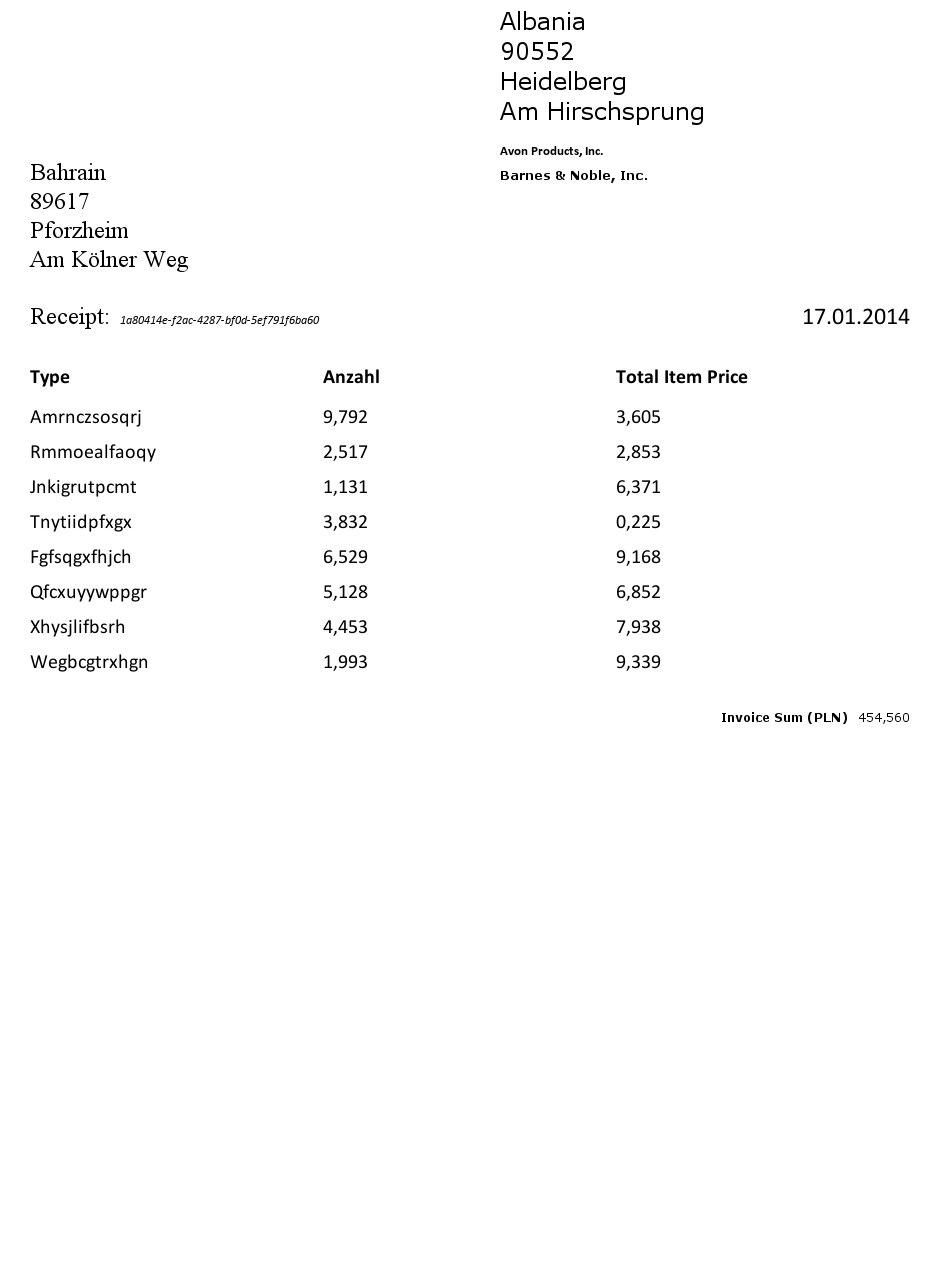 Albania
90552
Heidelberg
Am Hirschsprung
Avon Products, Inc.
Barnes & Noble, Inc.
Bahrain
89617
Pforzheim
Am Kölner Weg
Receipt: 1a80414e-f2ac-4287-bf0d-5ef791f6ba60 17.01.2014
Type Anzahl Total Item Price
Amrnczsosqrj 9,792 3,605
Rmmoealfaoqy 2,517 2,853
Jnkigrutpcmt 1,131 6,371
Tnytiidpfxgx 3,832 0,225
Fgfsqgxfhjch 6,529 9,168
Qfcxuyywppgr 5,128 6,852
Xhysjlifbsrh 4,453 7,938
Wegbcgtrxhgn 1,993 9,339
Invoice Sum (PLN) 454,560